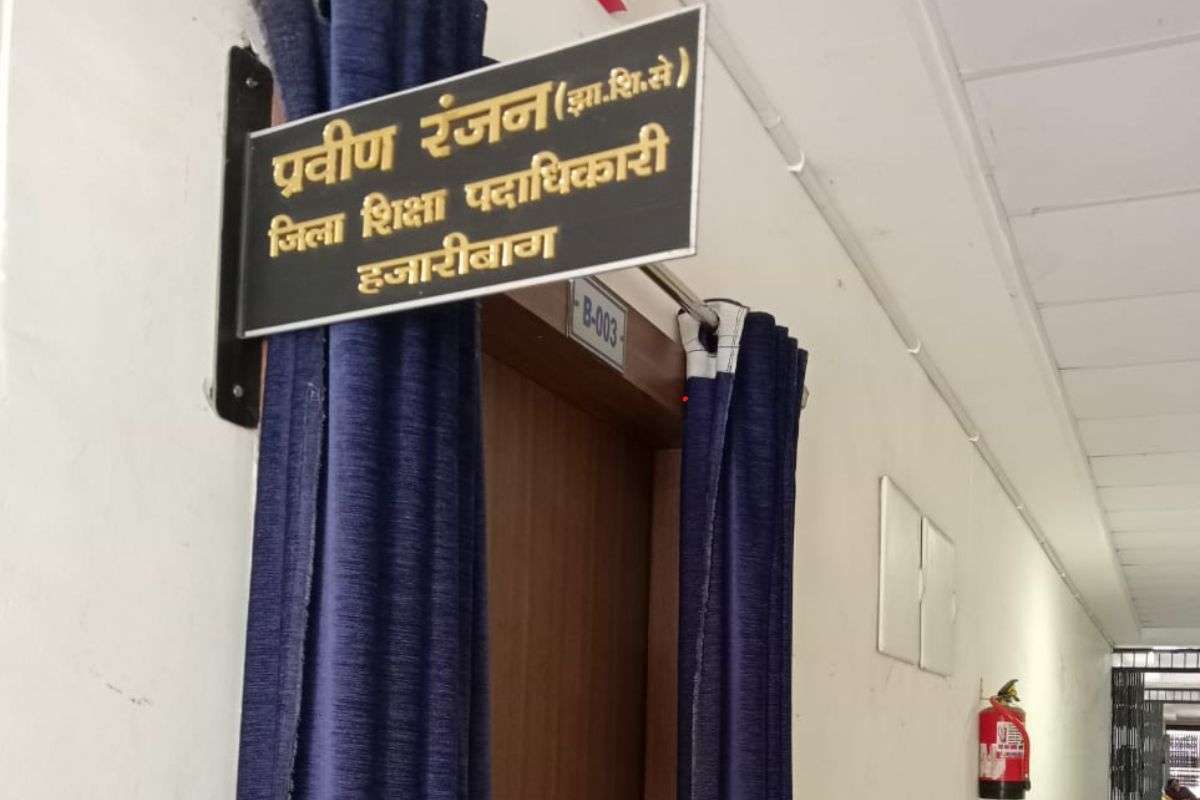 प्रवीण रंजन (झा.शि.से)
जिला शिक्षा पदाधिकारी
हजारीबाग
- B-003 -